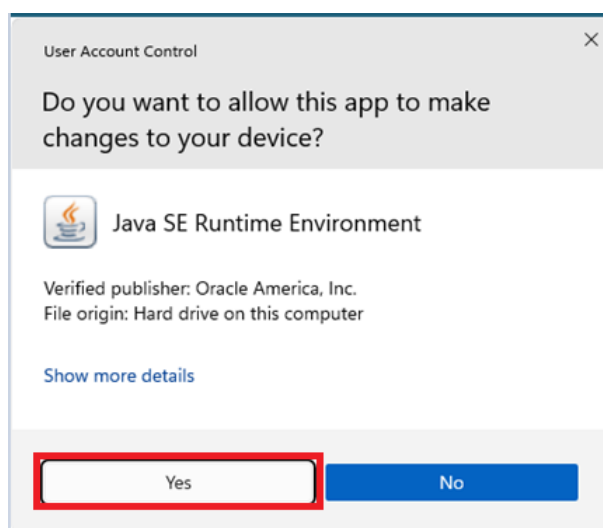 User Account Control
Do you want to allow this app to make
changes to your device?
Java SE Runtime Environment
Verified publisher: Oracle America, Inc.
File origin: Hard drive on this computer
Show more details
Yes
No